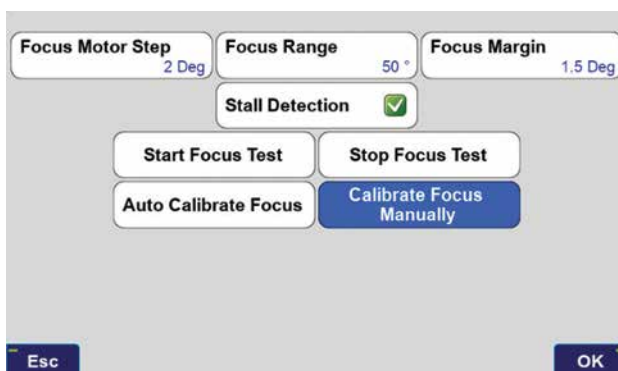 Focus Motor Step Focus Range Focus Margin
2 Deg 50 ° 1.5 Deg
Stall Detection
Start Focus Test Stop Focus Test
Auto Calibrate Focus Calibrate Focus
Manually
Esc OK